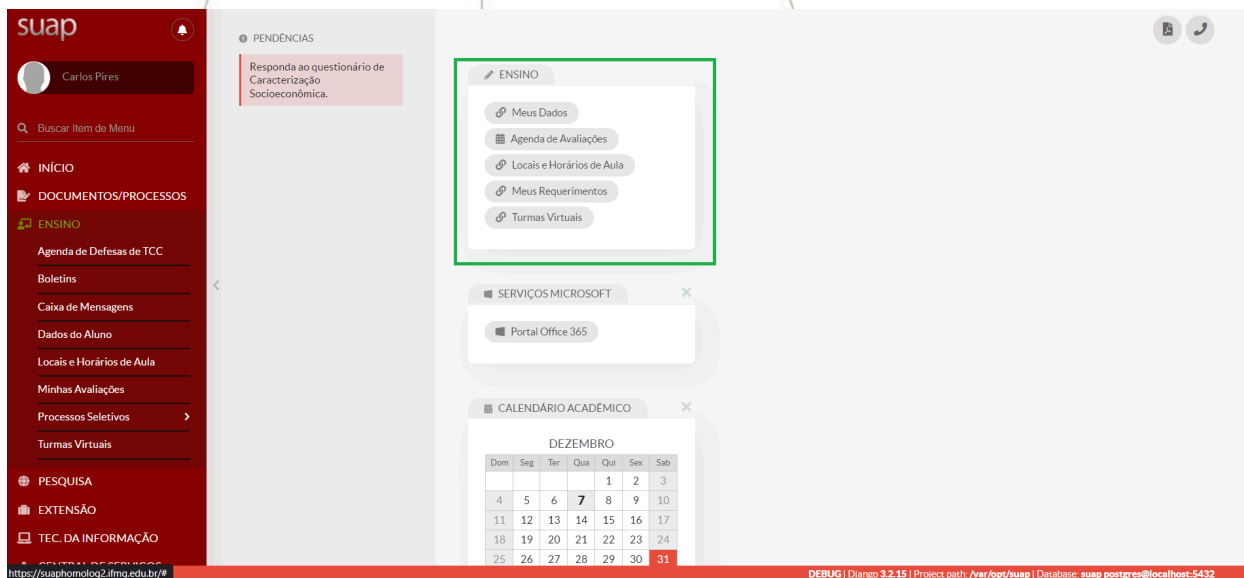 suap
Carlos Pires
Buscar Item de Menu
INÍCIO
DOCUMENTOS/PROCESSOS
ENSINO
Agenda de Defesas de TCC
Boletins
Caixa de Mensagens
Dados do Aluno
Locais e Horários de Aula
Minhas Avaliações
Processos Seletivos
Turmas Virtuais
PESQUISA
EXTENSÃO
TEC. DA INFORMAÇÃO
CENTRAL DE SERVIÇOS
https://suaphomolog2.ifmg.edu.br/#
PENDÊNCIAS
Responda ao questionário de
Caracterização
Socioeconômica.
ENSINO
Meus Dados
Agenda de Avaliações
Locais e Horários de Aula
Meus Requerimentos
Turmas Virtuais
SERVIÇOS MICROSOFT
Portal Office 365
CALENDÁRIO ACADÊMICO
DEZEMBRO
Dom Seg Ter Qua Qui Sex Sab
1 2 3
4 5 6 7 8 9 10
11 12 13 14 15 16 17
18 19 20 21 22 23 24
25 26 27 28 29 30 31
DEBUG | Django 3.2.15 | Project path: /var/opt/suap | Database: suap postgres@localhost:5432